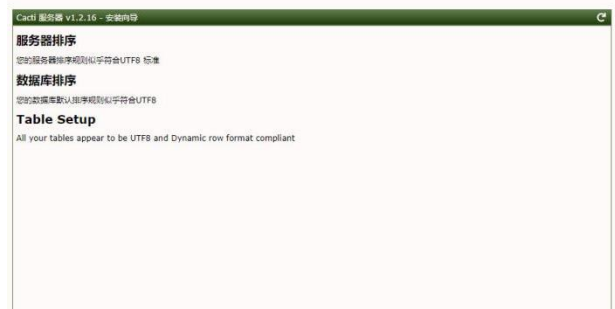 Cacti 服务器 v1.2.16 - 安装向导
服务器排序
您的服务器排序规则似乎符合UTF8 标准
数据库排序
您的数据库默认排序规则似乎符合UTF8
Table Setup
All your tables appear to be UTF8 and Dynamic row format compliant